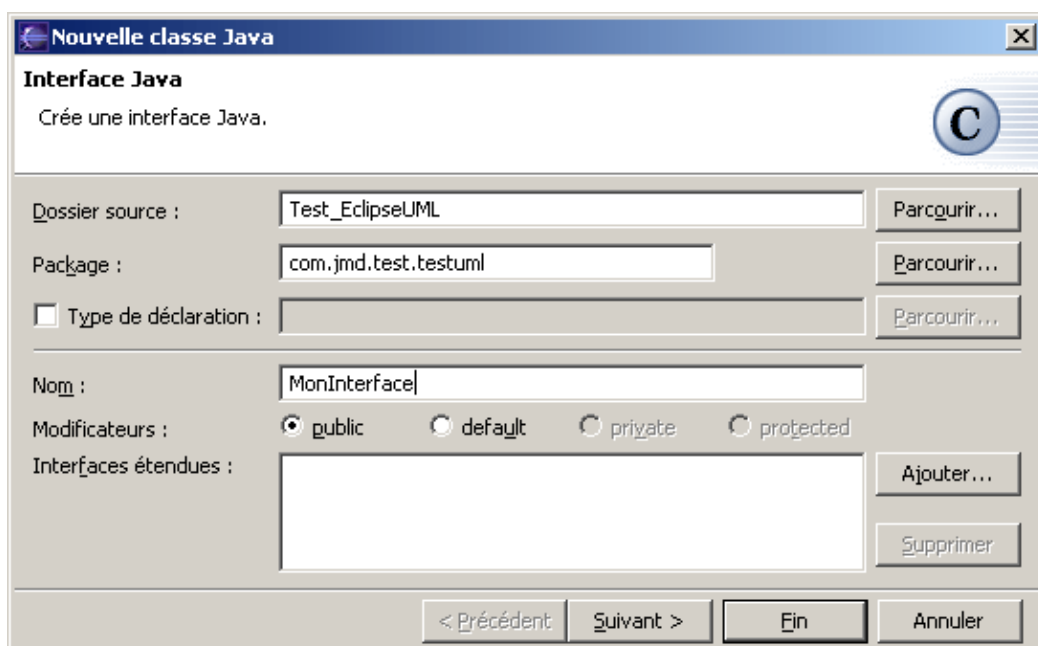 Nouvelle classe Java
Interface Java
Crée une interface Java.
C
Dossier source : Test_EclipseUML Parcourir...
Package : com.jmd.test.testuml Parcourir...
Type de déclaration : Parcourir...
Nom : MonInterface
Modificateurs : public default private protected
Interfaces étendues : Ajouter...
Supprimer
< Précédent Suivant > Fin Annuler